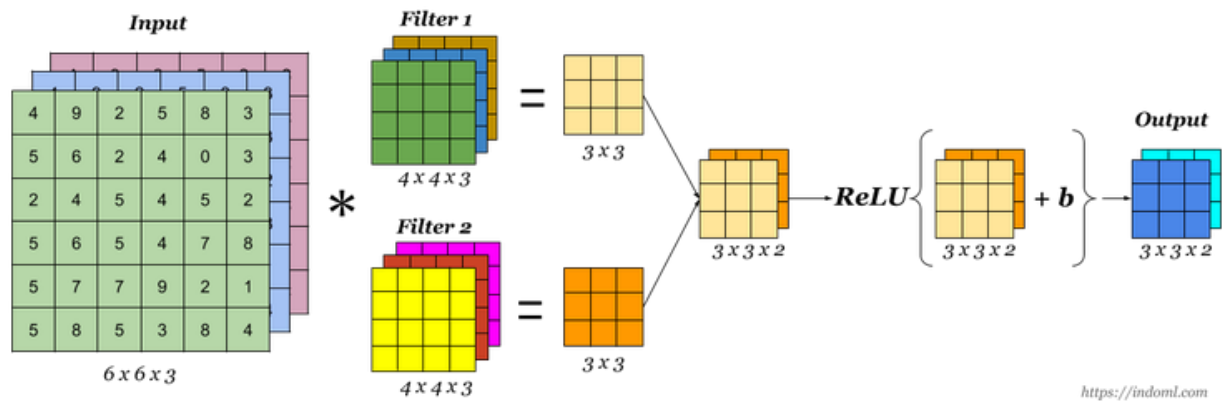 Input
4 9 2 5 8 3
5 6 2 4 0 3
2 4 5 4 5 2
5 6 5 4 7 8
5 7 7 9 2 1
5 8 5 3 8 4
6 x 6 x 3
*
Filter 1
4 x 4 x 3
=
3 x 3
Filter 2
4 x 4 x 3
=
3 x 3
3 x 3 x 2
ReLU
{
3 x 3 x 2
+ b
}
Output
3 x 3 x 2
https://indoml.com